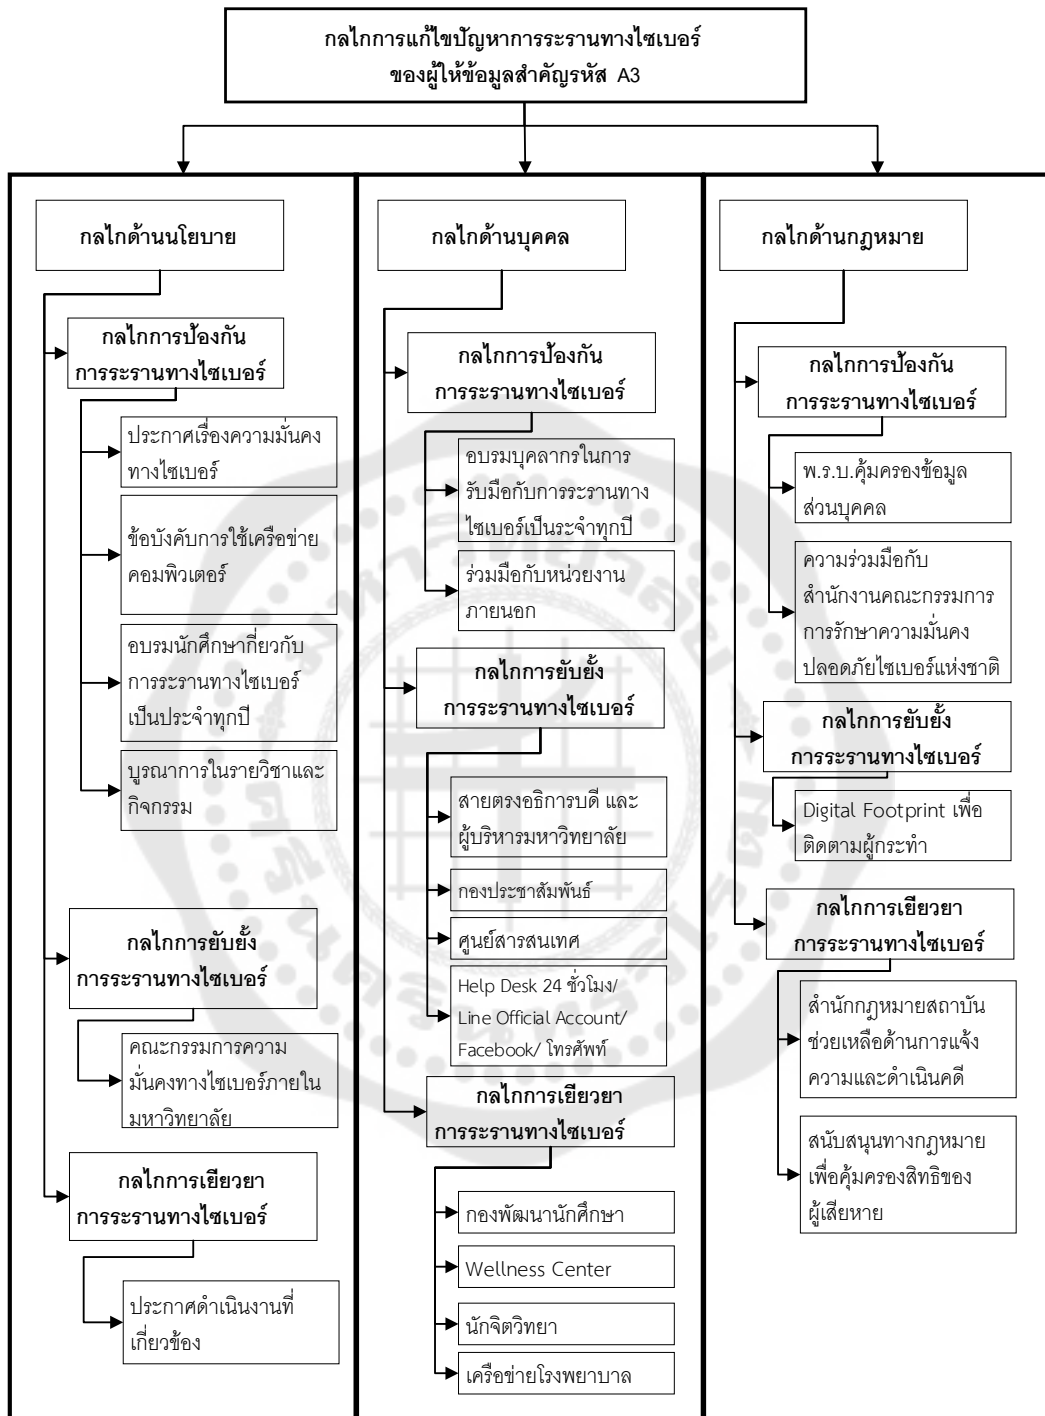 กลไกการแก้ไขปัญหาการระรานทางไซเบอร์
ของผู้ให้ข้อมูลสำคัญรหัส A3
กลไกด้านนโยบาย
กลไกการป้องกัน
การระรานทางไซเบอร์
ประกาศเรื่องความมั่นคง
ทางไซเบอร์
ข้อบังคับการใช้เครือข่าย
คอมพิวเตอร์
อบรมนักศึกษากี่ยวกับ
การระรานทางไซเบอร์
เป็นประจำทุกปี
บูรณาการในรายวิชาและ
กิจกรรม
กลไกการยับยั้ง
การระรานทางไซเบอร์
คณะกรรมการความ
มั่นคงทางไซเบอร์ภายใน
มหาวิทยาลัย
กลไกการเยียวยา
การระรานทางไซเบอร์
ประกาศดำเนินงานที่
เกี่ยวข้อง
กลไกด้านบุคคล
กลไกการป้องกัน
การระรานทางไซเบอร์
อบรมบุคลากรในการ
รับมือกับการระรานทาง
ไซเบอร์เป็นระจำทุกปี
ร่วมมือกับหน่วยงาน
ภายนอก
กลไกการยับยั้ง
การระรานทางไซเบอร์
สายตรงอธิการบดี และ
ผู้บริหารมหาวิทยาลัย
กองประชาสัมพันธ์
ศูนย์สารสนเทศ
Help Desk 24 ชั่วโมง/
Line Official Account/
Facebook/ โทรศัพท์
กลไกการเยียวยา
การระรานทางไซเบอร์
กองพัฒนานักศึกษา
Wellness Center
นักจิตวิทยา
เครือข่ายโรงพยาบาล
กลไกด้านกฎหมาย
กลไกการป้องกัน
การระรานทางไซเบอร์
พ.ร.บ.คุ้มครองข้อมูล
ส่วนบุคคล
ความร่วมมือกับ
สำนักงานคณะกรรมการ
การรักษาความมั่นคง
ปลอดภัยไซเบอร์แห่งชาติ
กลไกการยับยั้ง
การระรานทางไซเบอร์
Digital Footprint เพื่อ
ติดตามผู้กระทำ
กลไกการเยียวยา
การระรานทางไซเบอร์
สำนักกฎหมายสถาบัน
ช่วยเหลือด้านการแจ้ง
ความและดำเนินคดี
สนับสนุนทางกฎหมาย
เพื่อคุ้มครองสิทธิของ
ผู้เสียหาย